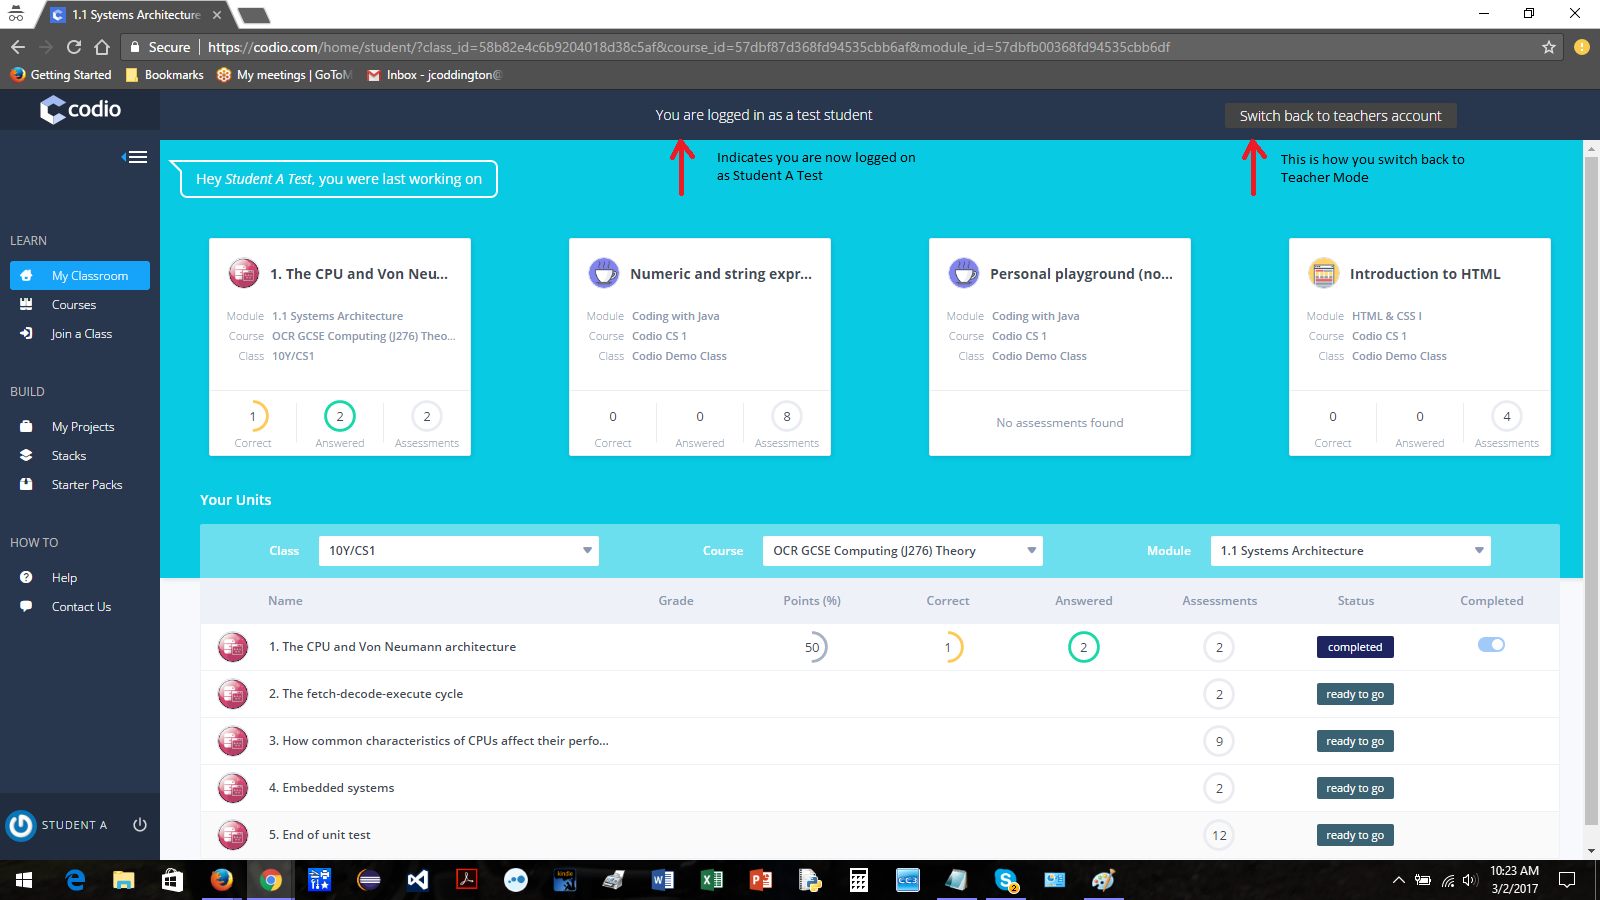 1.1 Systems Architecture
Secure
https://codio.com/home/student/?class_id=58b82e4c6b9204018d38c5af&course_id=57dbf87d368fd94535cbb6af&module_id=57dbfb00368fd94535cbb6df
Getting Started
Bookmarks
My meetings | GoToM
Inbox - jcoddington@
codio
You are logged in as a test student
Switch back to teachers account
Indicates you are now logged on
as Student A Test
This is how you switch back to
Teacher Mode
Hey Student A Test, you were last working on
LEARN
My Classroom
Courses
Join a Class
BUILD
My Projects
Stacks
Starter Packs
HOW TO
Help
Contact Us
STUDENT A
1. The CPU and Von Neu...
Module 1.1 Systems Architecture
Course OCR GCSE Computing (J276) Theo...
Class 10Y/CS1
1 2 2
Correct Answered Assessments
Numeric and string expr...
Module Coding with Java
Course Codio CS 1
Class Codio Demo Class
0 0 8
Correct Answered Assessments
Personal playground (no...
Module Coding with Java
Course Codio CS 1
Class Codio Demo Class
No assessments found
Introduction to HTML
Module HTML & CSS I
Course Codio CS 1
Class Codio Demo Class
0 0 4
Correct Answered Assessments
Your Units
Class 10Y/CS1 Course OCR GCSE Computing (J276) Theory Module 1.1 Systems Architecture
Name Grade Points (%) Correct Answered Assessments Status Completed
1. The CPU and Von Neumann architecture 50 1 2 2 completed
2. The fetch-decode-execute cycle 2 ready to go
3. How common characteristics of CPUs affect their perfo... 9 ready to go
4. Embedded systems 2 ready to go
5. End of unit test 12 ready to go
kindle
CC3
2
10:23 AM
3/2/2017